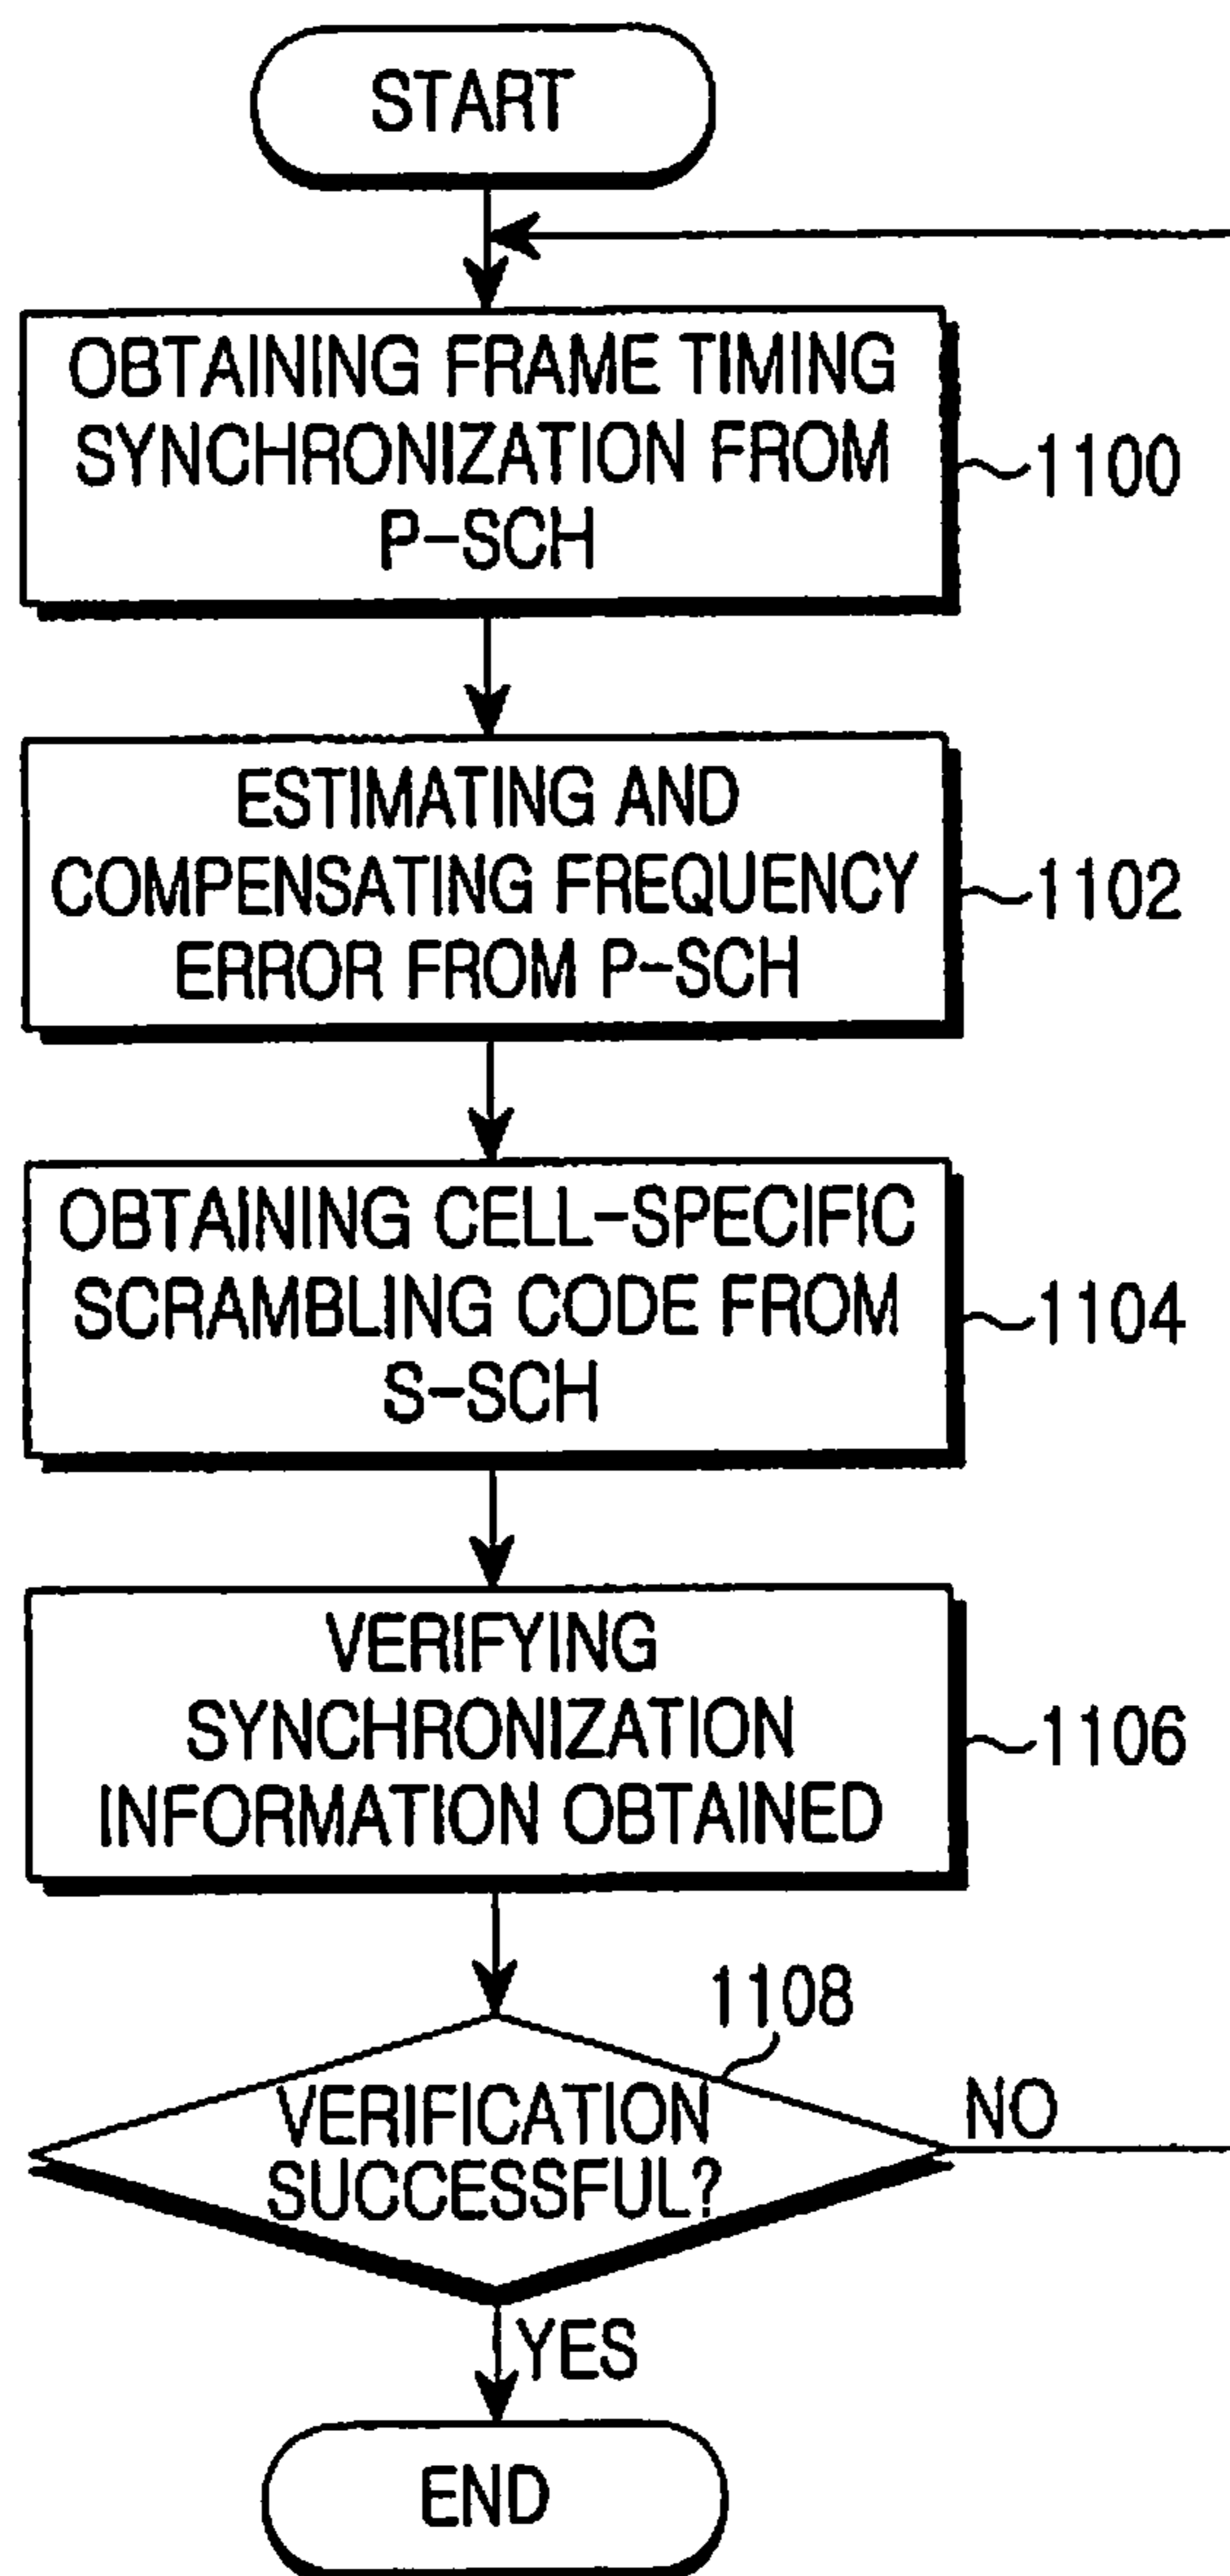 START
OBTAINING FRAME TIMING
SYNCHRONIZATION FROM
P-SCH
1100
ESTIMATING AND
COMPENSATING FREQUENCY
ERROR FROM P-SCH
1102
OBTAINING CELL-SPECIFIC
SCRAMBLING CODE FROM
S-SCH
1104
VERIFYING
SYNCHRONIZATION
INFORMATION OBTAINED
1106
1108
VERIFICATION
SUCCESSFUL?
NO
YES
END